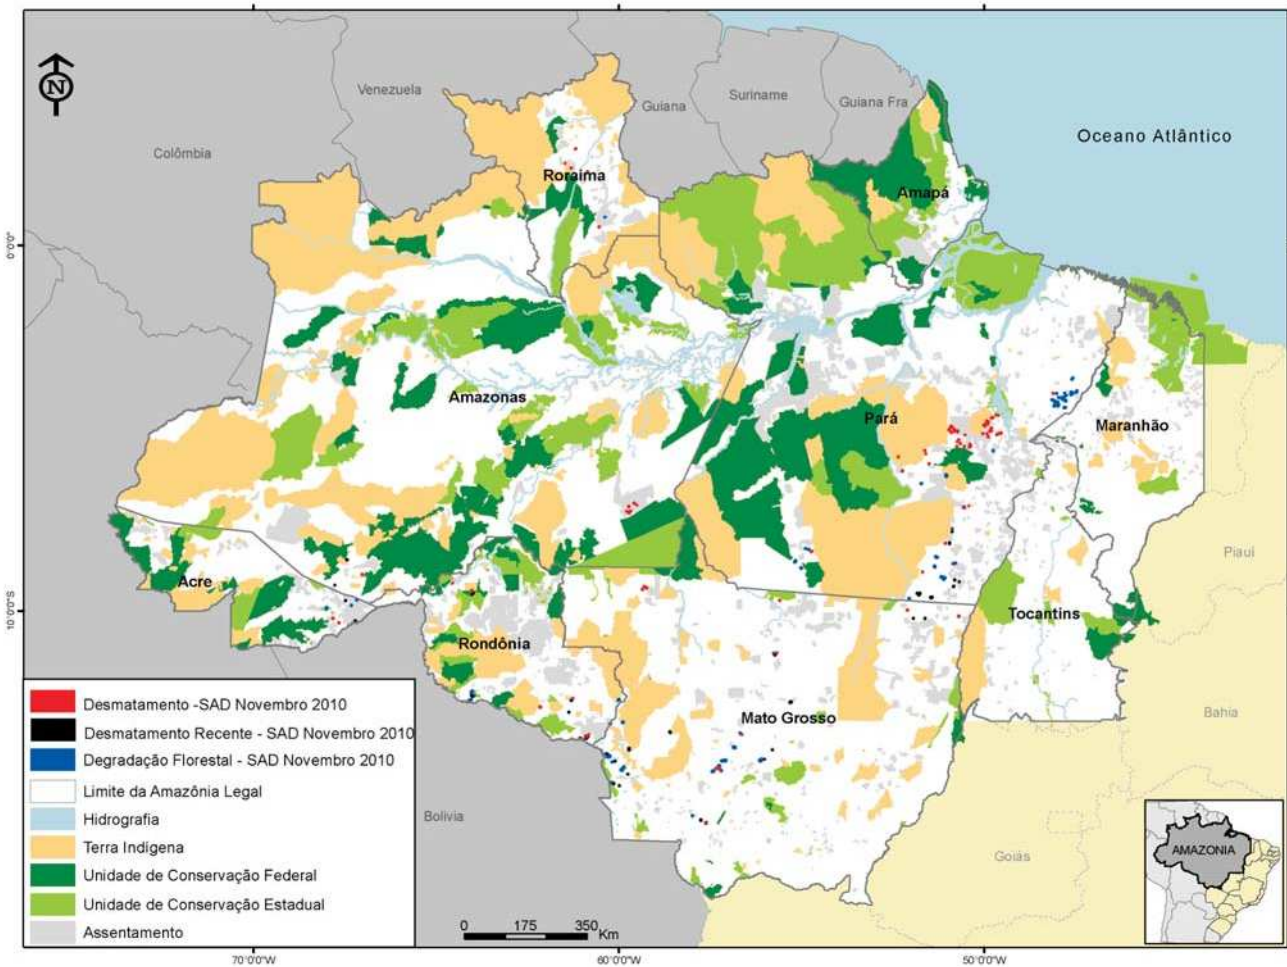 N
Venezuela
Guiana
Suriname
Guiana Fra
Oceano Atlântico
Colômbia
Roraima
Amapá
0°0'0"
Amazonas
Pará
Maranhão
Piauí
Acre
10°0'0"S
Rondônia
Tocantins
Mato Grosso
Bahia
Bolivia
Goiás
Desmatamento -SAD Novembro 2010
Desmatamento Recente - SAD Novembro 2010
Degradação Florestal - SAD Novembro 2010
Limite da Amazônia Legal
Hidrografia
Terra Indígena
Unidade de Conservação Federal
Unidade de Conservação Estadual
Assentamento
0 175 350
Km
AMAZONIA
70°0'0"W 60°0'0"W 50°0'0"W